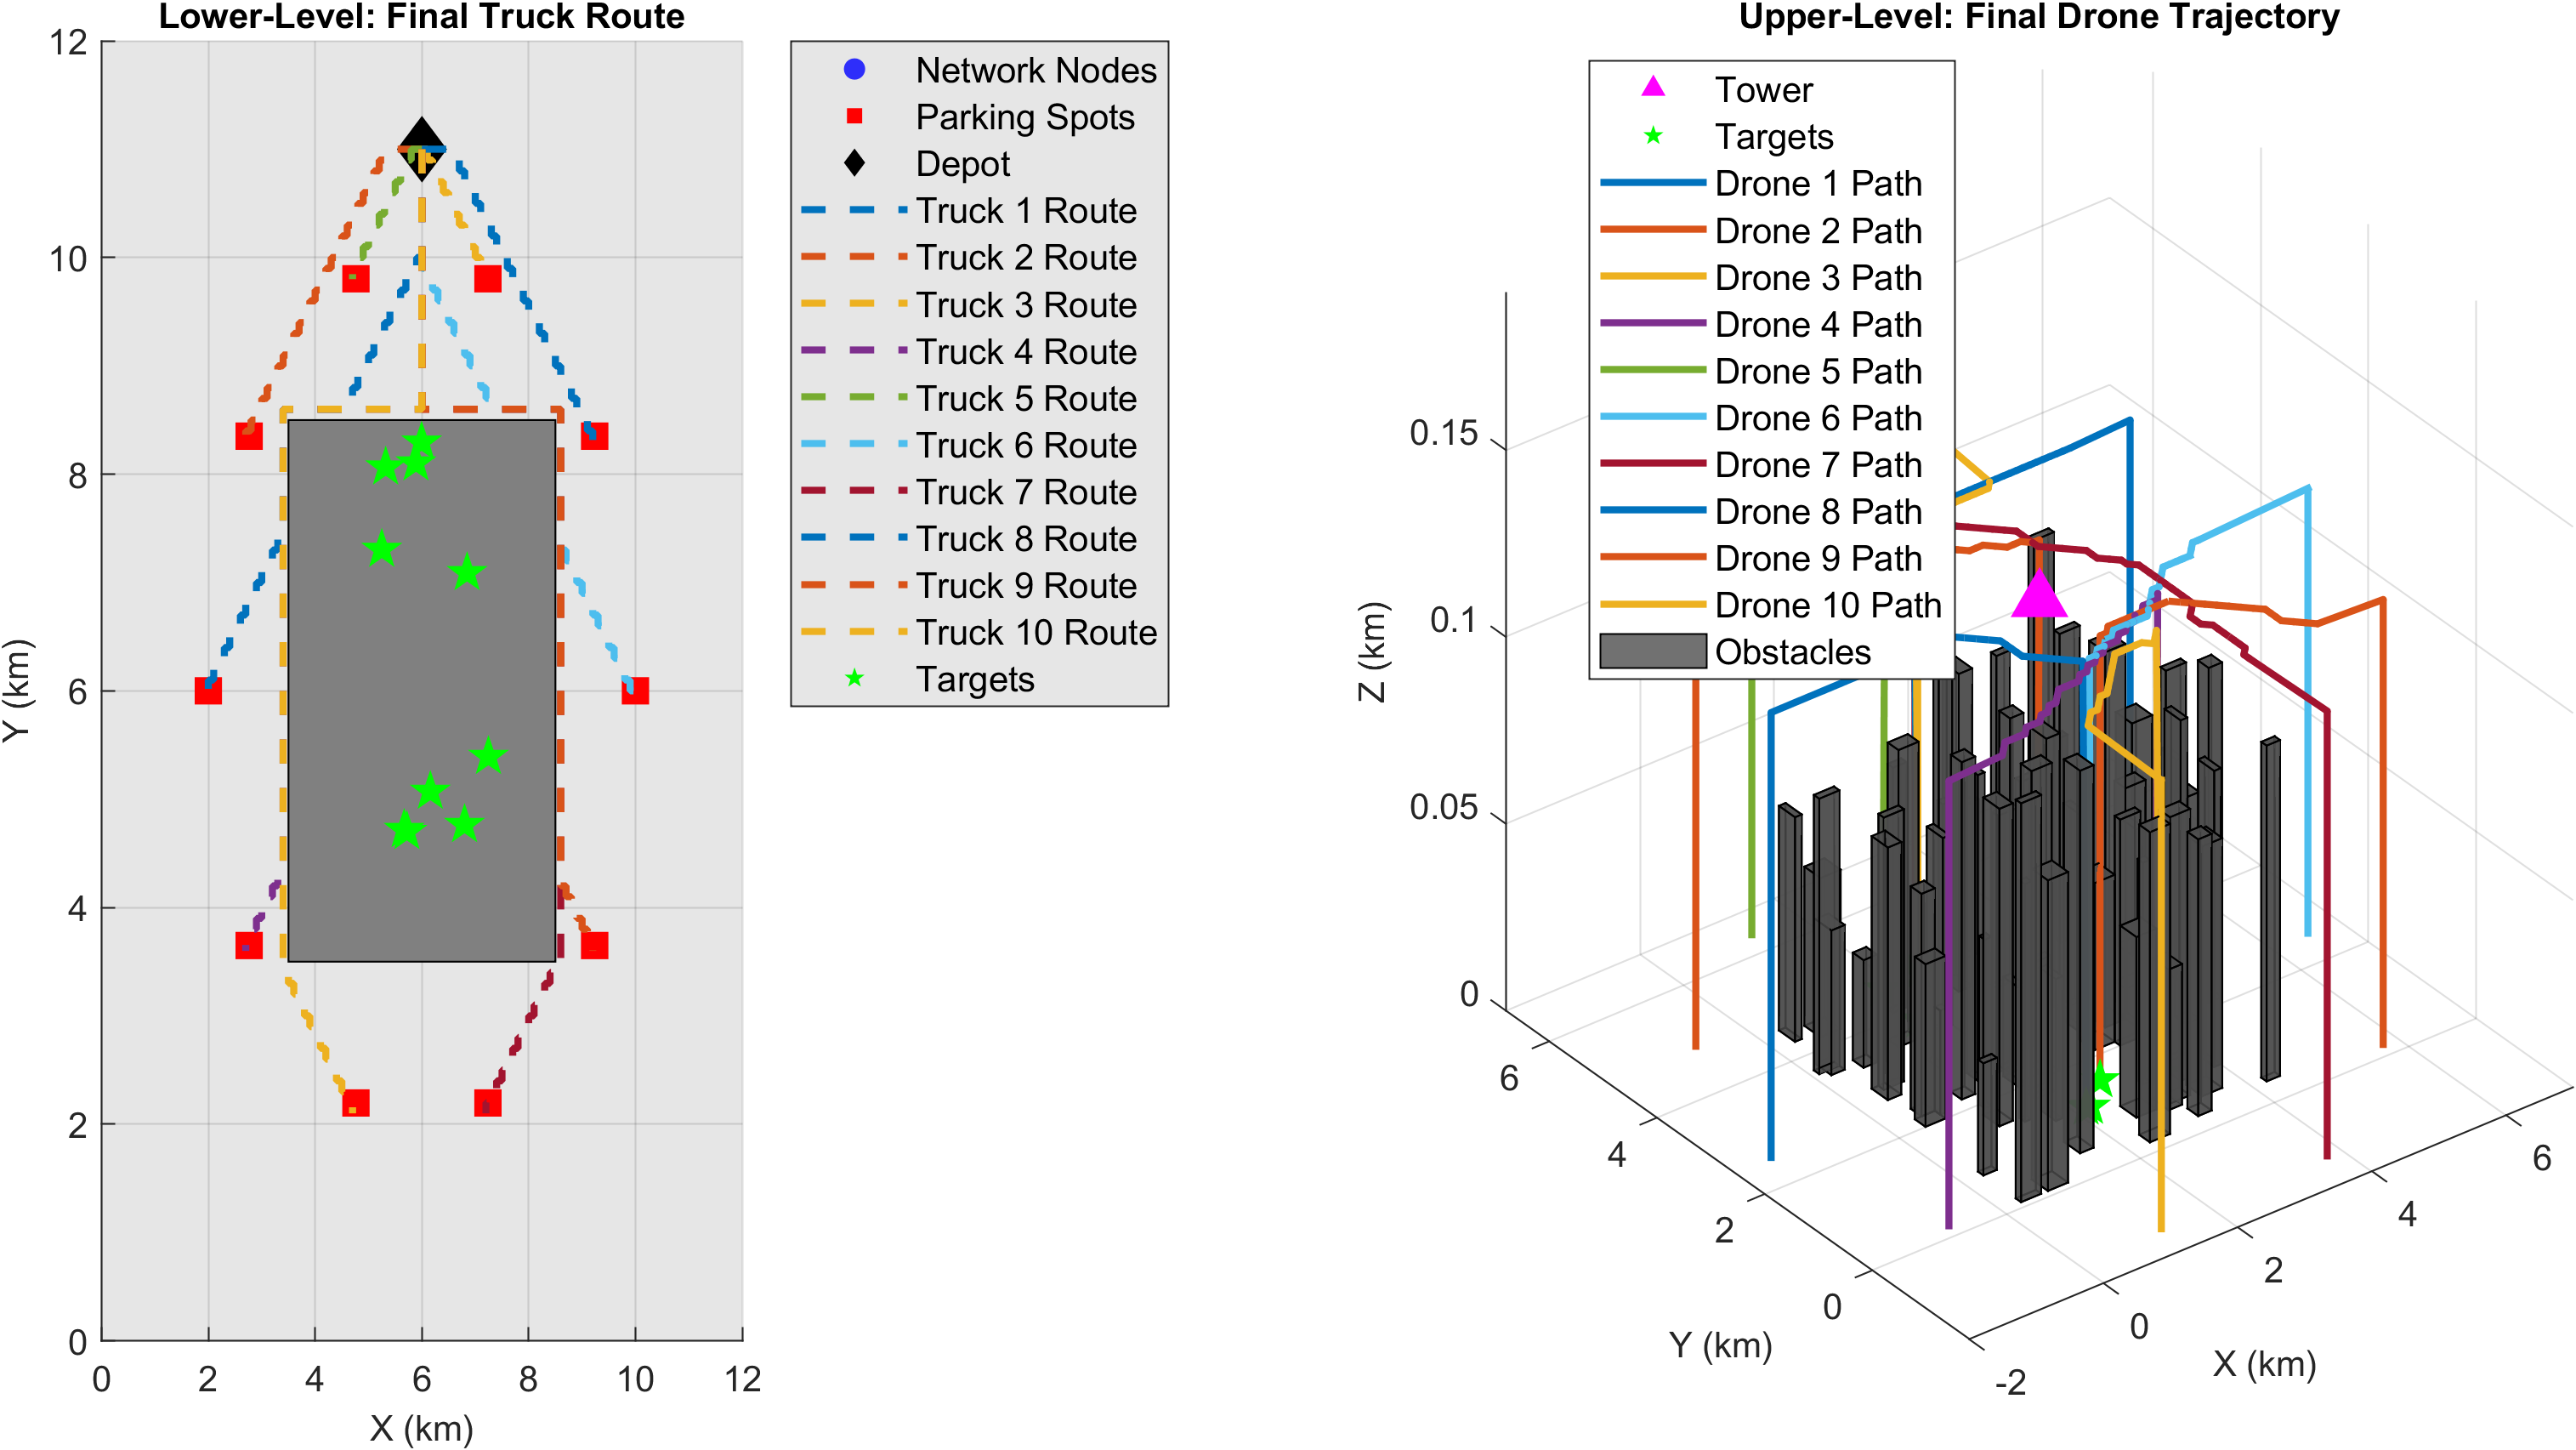 Lower-Level: Final Truck Route
12
10
8
6
4
2
0
0 2 4 6 8 10 12
Y (km)
X (km)
Network Nodes
Parking Spots
Depot
Truck 1 Route
Truck 2 Route
Truck 3 Route
Truck 4 Route
Truck 5 Route
Truck 6 Route
Truck 7 Route
Truck 8 Route
Truck 9 Route
Truck 10 Route
Targets
Upper-Level: Final Drone Trajectory
Tower
Targets
Drone 1 Path
Drone 2 Path
Drone 3 Path
Drone 4 Path
Drone 5 Path
Drone 6 Path
Drone 7 Path
Drone 8 Path
Drone 9 Path
Drone 10 Path
Obstacles
0.15
0.1
0.05
0
Z (km)
6
4
2
0
-2
Y (km)
0
2
4
6
X (km)